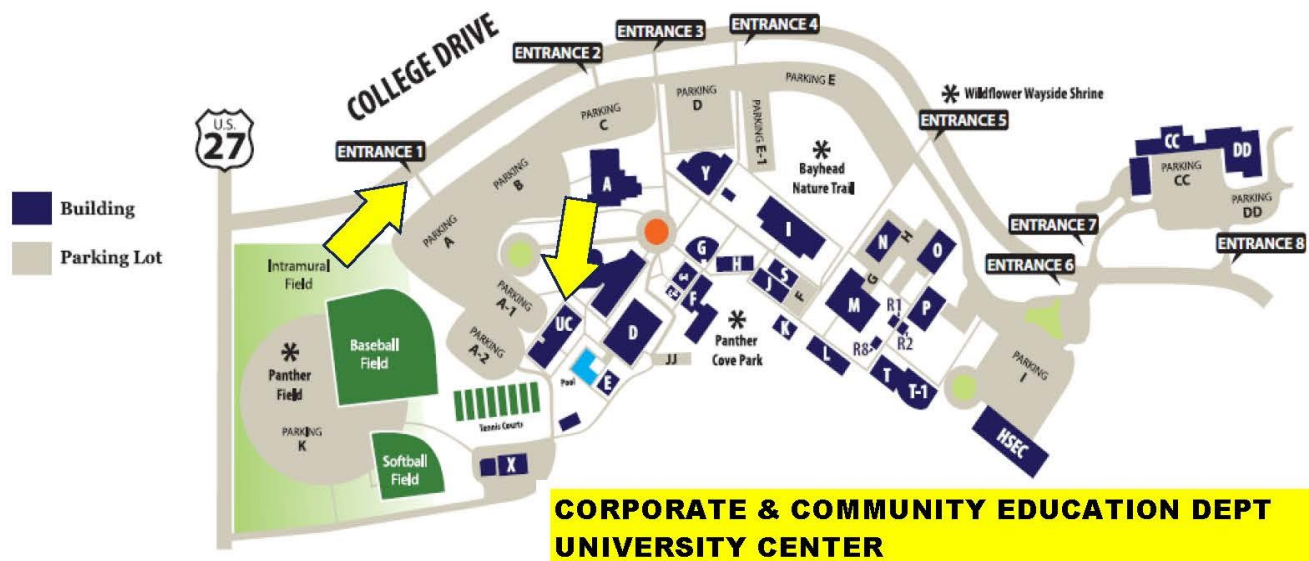 COLLEGE DRIVE
ENTRANCE 1
ENTRANCE 2
ENTRANCE 3
ENTRANCE 4
ENTRANCE 5
ENTRANCE 6
ENTRANCE 7
ENTRANCE 8
U.S.
27
Building
Parking Lot
PARKING
A
PARKING
B
PARKING
C
PARKING
D
PARKING E
PARKING E-1
Wildflower Wayside Shrine
Bayhead
Nature Trail
CC
DD
PARKING
CC
PARKING
DD
A
Y
I
N
H
O
G
H
S
J
F
G
M
R1
P
R2
R8
F
K
L
T
T-1
PARKING
I
HSEC
Panther
Cove Park
JJ
D
UC
E
Pool
PARKING
A-1
PARKING
A-2
Intramural
Field
Baseball
Field
Panther
Field
PARKING
K
Softball
Field
Tennis Courts
X
CORPORATE & COMMUNITY EDUCATION DEPT
UNIVERSITY CENTER